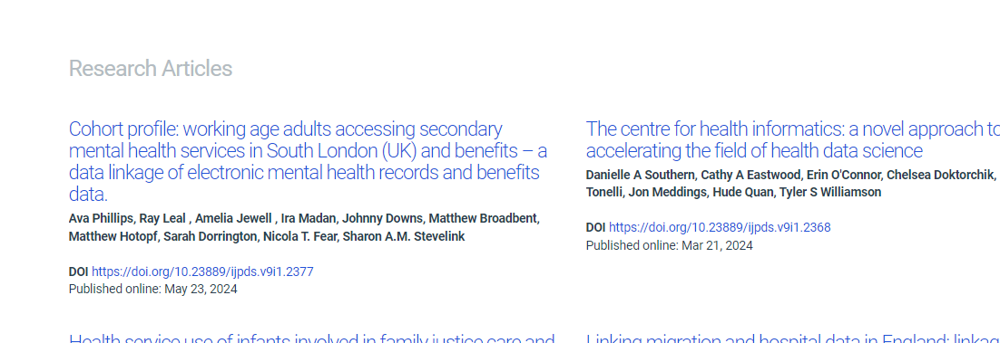 Research Articles
Cohort profile: working age adults accessing secondary
mental health services in South London (UK) and benefits – a
data linkage of electronic mental health records and benefits
data.
Ava Phillips, Ray Leal , Amelia Jewell , Ira Madan, Johnny Downs, Matthew Broadbent,
Matthew Hotopf, Sarah Dorrington, Nicola T. Fear, Sharon A.M. Stevelink
DOI https://doi.org/10.23889/ijpds.v9i1.2377
Published online: May 23, 2024
The centre for health informatics: a novel approach to
accelerating the field of health data science
Danielle A Southern, Cathy A Eastwood, Erin O'Connor, Chelsea Doktorchik,
Tonelli, Jon Meddings, Hude Quan, Tyler S Williamson
DOI https://doi.org/10.23889/ijpds.v9i1.2368
Published online: Mar 21, 2024
Health service use of infants involved in family justice care and
Linking migration and hospital data in England: linkag